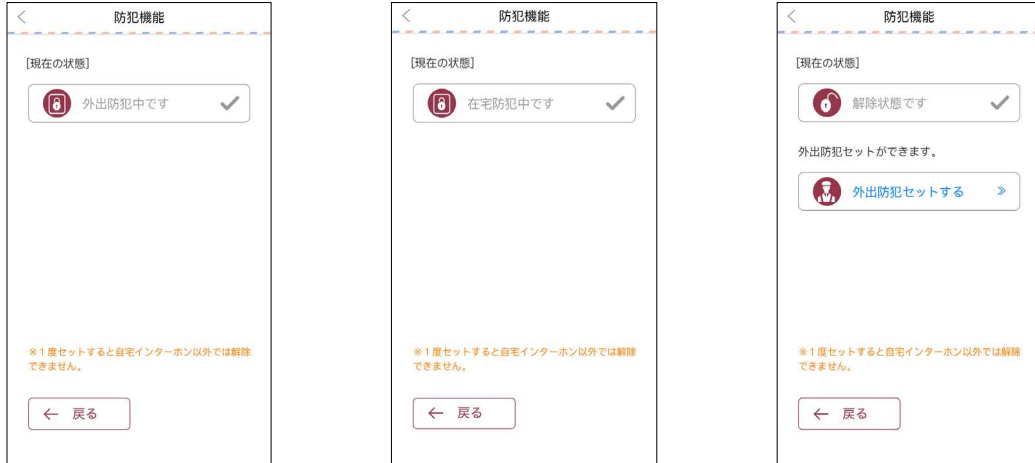 防犯機能
[現在の状態]
外出防犯中です
※１度セットすると自宅インターホン以外では解除
できません。
戻る
防犯機能
[現在の状態]
在宅防犯中です
※１度セットすると自宅インターホン以外では解除
できません。
戻る
防犯機能
[現在の状態]
解除状態です
外出防犯セットができます。
外出防犯セットする
※１度セットすると自宅インターホン以外では解除
できません。
戻る